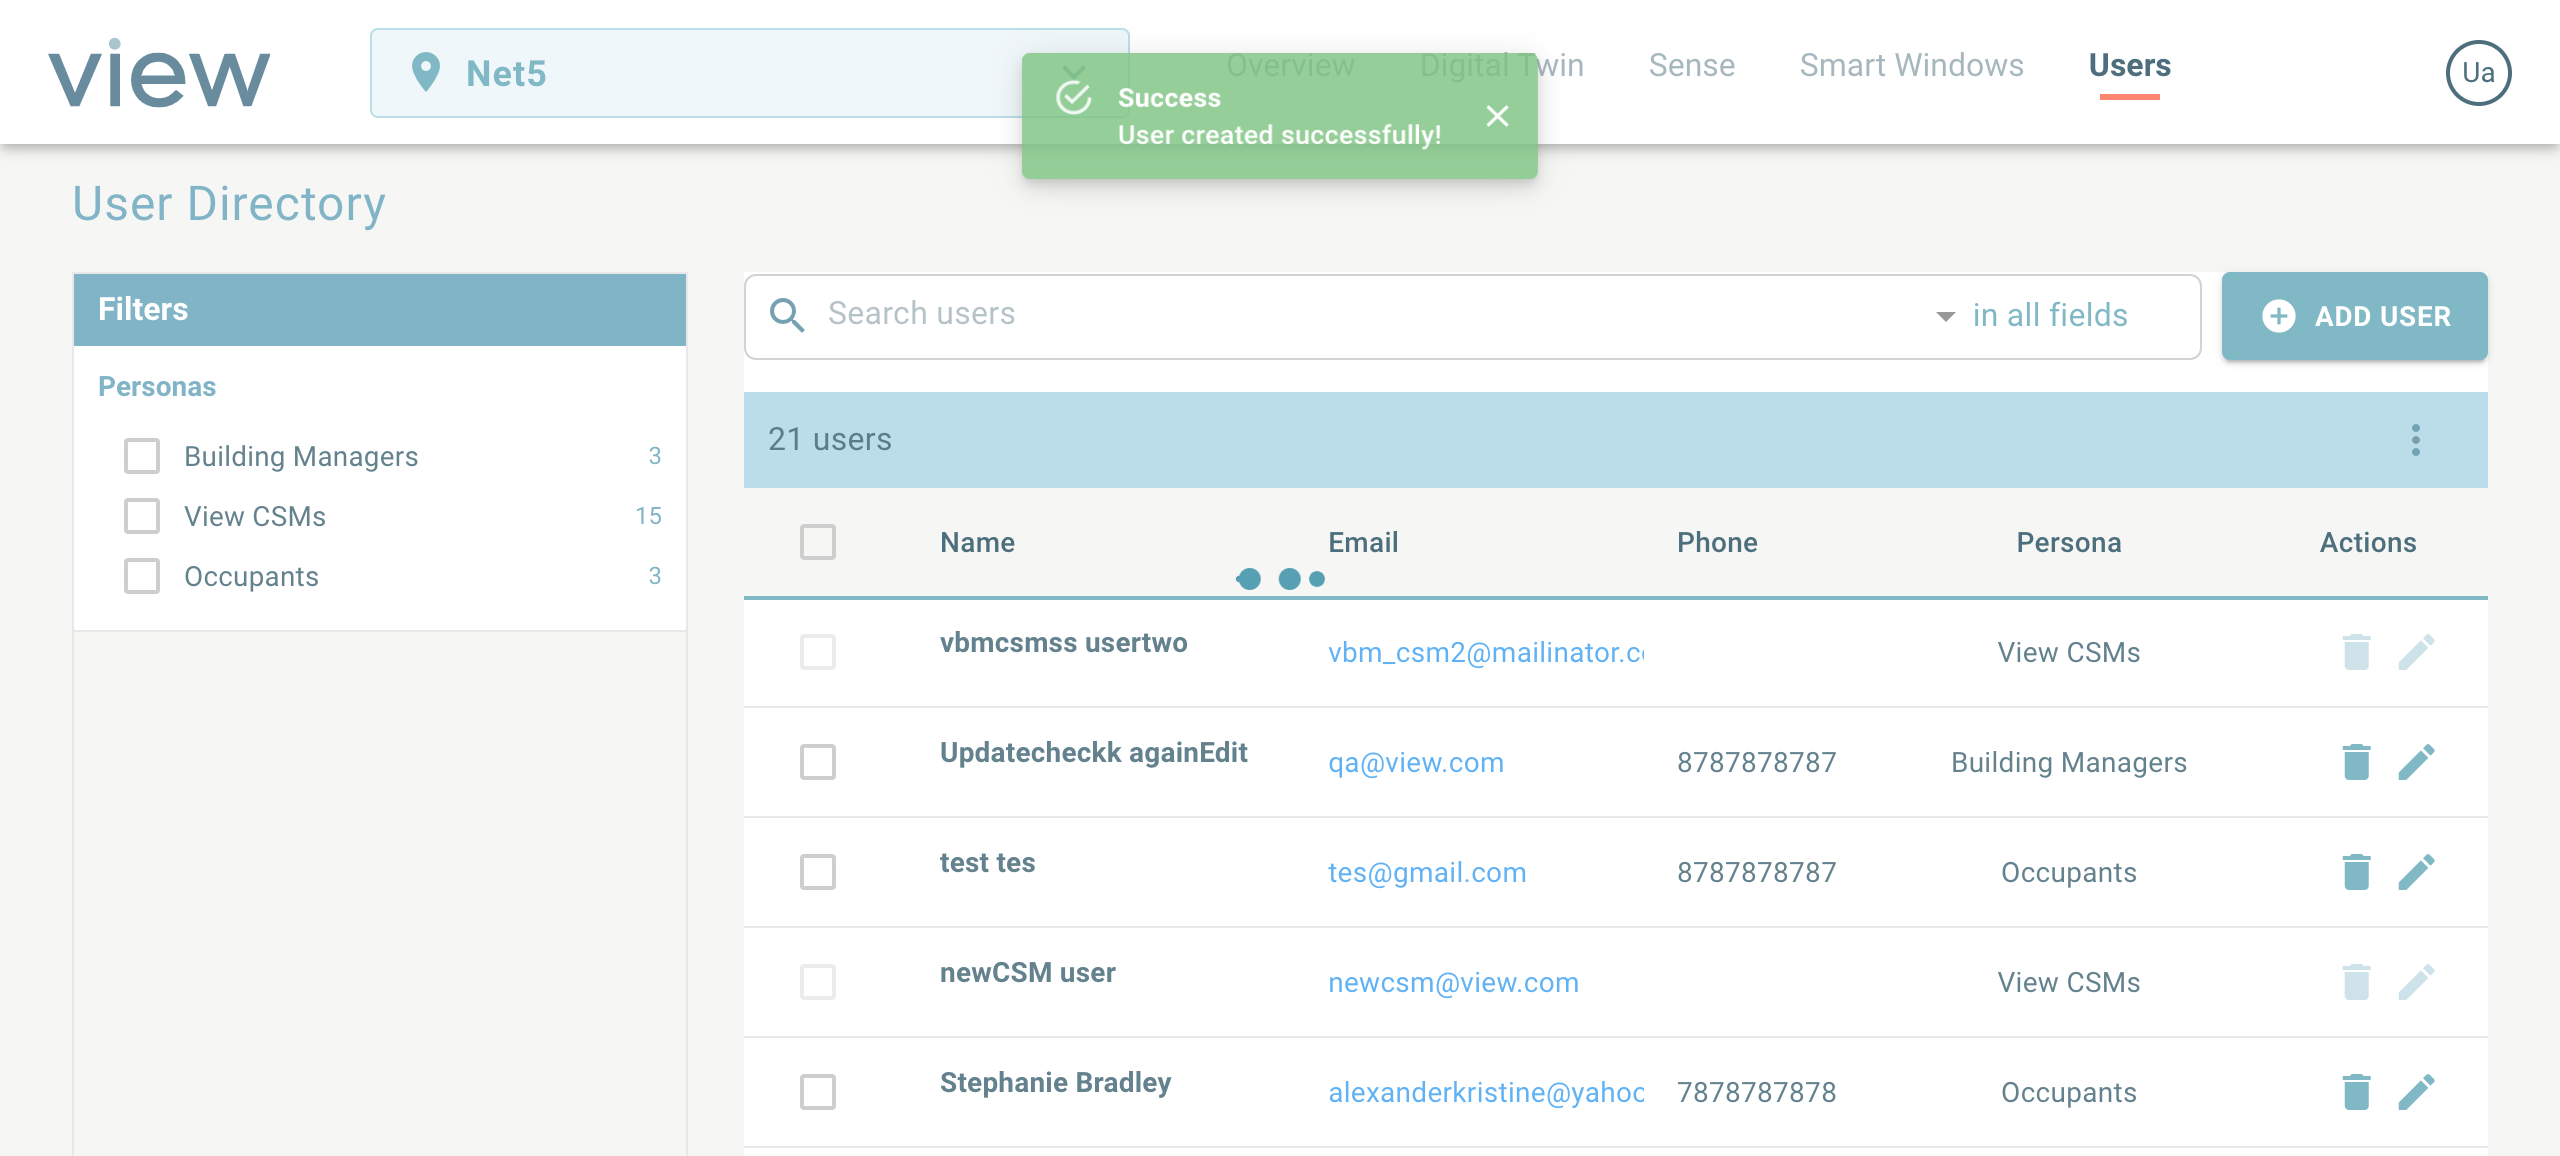 view
Net5
Overview
Digital Twin
Sense
Smart Windows
Users
Ua
Success
User created successfully!
User Directory
Filters
Personas
Building Managers 3
View CSMs 15
Occupants 3
Search users
in all fields
ADD USER
21 users
Name Email Phone Persona Actions
vbmcsmss usertwo vbm_csm2@mailinator.c View CSMs
Updatecheckk againEdit qa@view.com 8787878787 Building Managers
test tes tes@gmail.com 8787878787 Occupants
newCSM user newcsm@view.com View CSMs
Stephanie Bradley alexanderkristine@yahoo 7878787878 Occupants